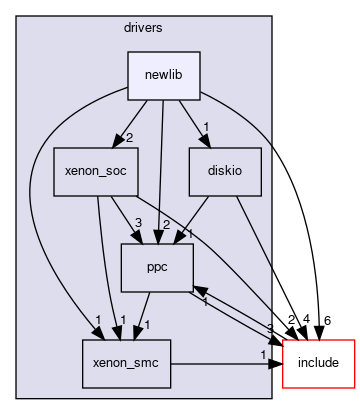 drivers
newlib
2
1
xenon_soc
diskio
3
2
1
ppc
1
3
2
4
6
1
1
1
xenon_smc
1
include